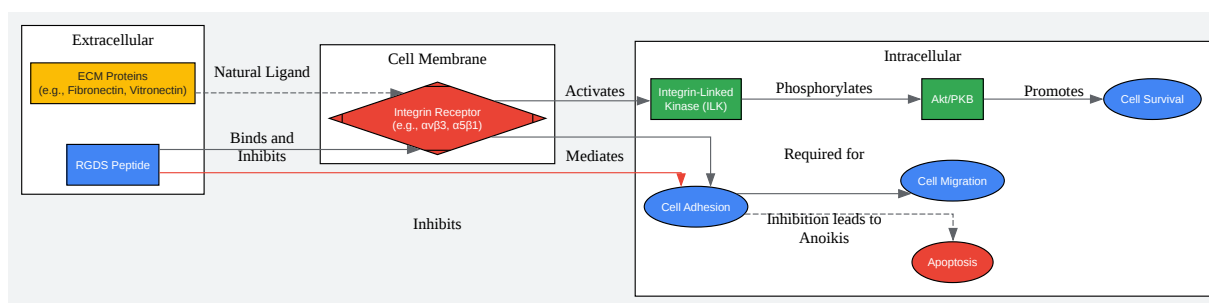 Extracellular
ECM Proteins
(e.g., Fibronectin, Vitronectin)
RGDS Peptide
Natural Ligand
Binds and
Inhibits
Cell Membrane
Integrin Receptor
(e.g., αvβ3, α5β1)
Activates
Mediates
Inhibits
Intracellular
Integrin-Linked
Kinase (ILK)
Phosphorylates
Akt/PKB
Promotes
Cell Survival
Required for
Cell Migration
Cell Adhesion
Inhibition leads to
Anoikis
Apoptosis